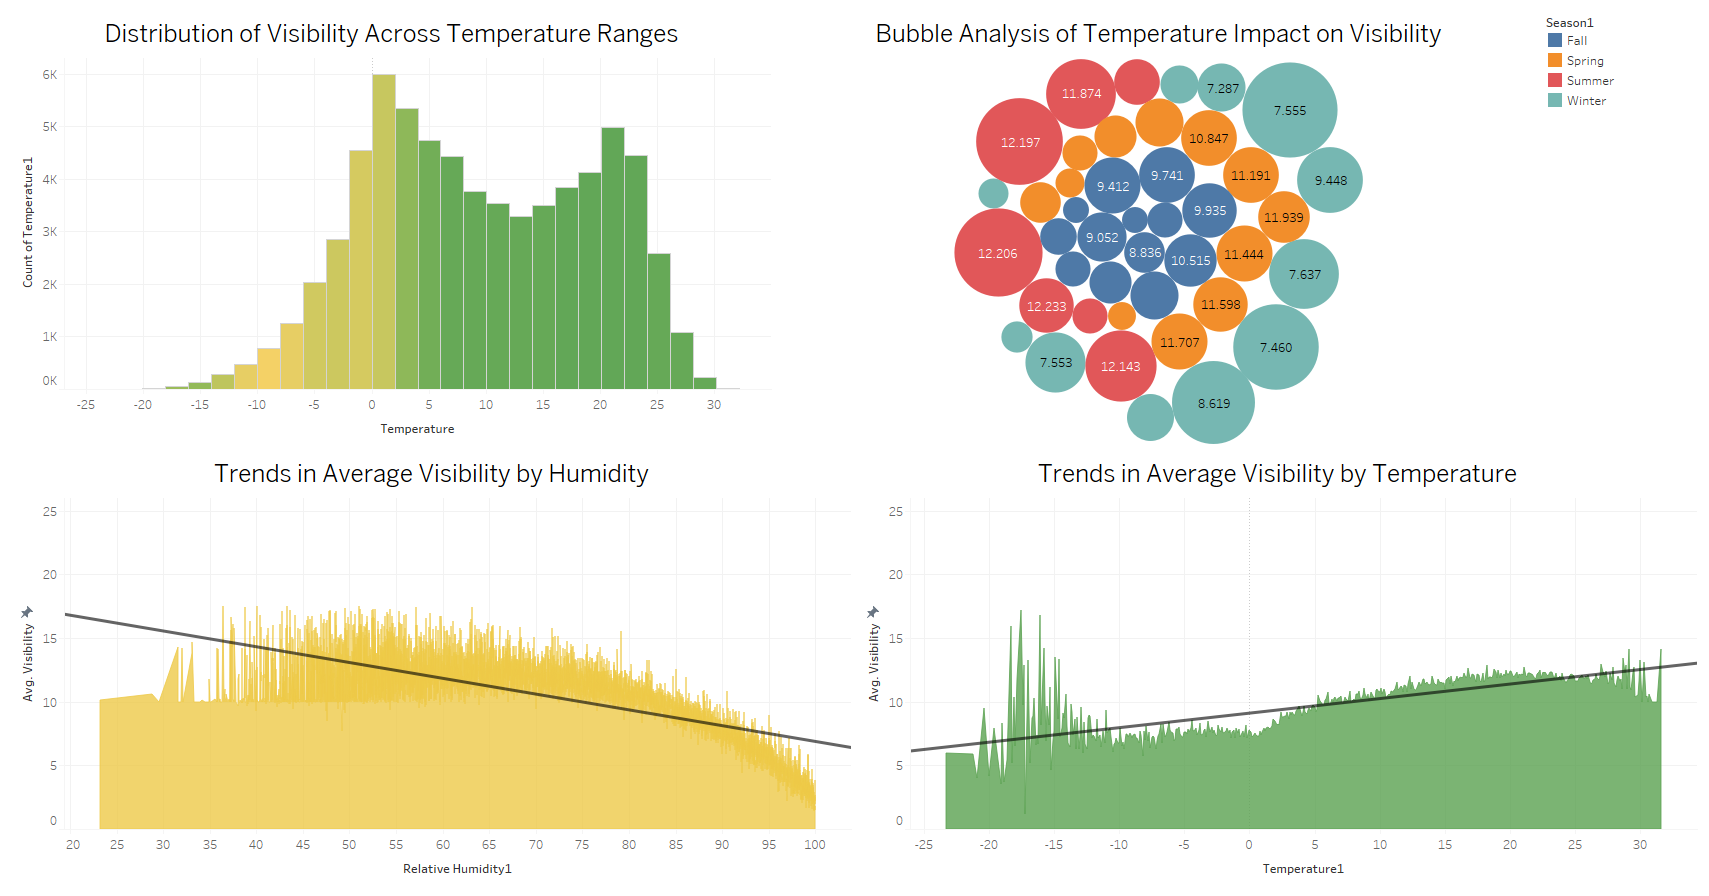 Distribution of Visibility Across Temperature Ranges
6K
5K
4K
3K
2K
1K
0K
Count of Temperature1
-25 -20 -15 -10 -5 0 5 10 15 20 25 30
Temperature
Bubble Analysis of Temperature Impact on Visibility
11.874
7.287
7.555
12.197
10.847
9.412
9.741
11.191
9.448
9.935
11.939
12.206
9.052
8.836
10.515
11.444
7.637
12.233
11.598
7.553
12.143
11.707
7.460
8.619
Season1
Fall
Spring
Summer
Winter
Trends in Average Visibility by Humidity
25
20
15
10
5
0
Avg. Visibility
20 25 30 35 40 45 50 55 60 65 70 75 80 85 90 95 100
Relative Humidity1
Trends in Average Visibility by Temperature
25
20
15
10
5
0
Avg. Visibility
-25 -20 -15 -10 -5 0 5 10 15 20 25 30
Temperature1